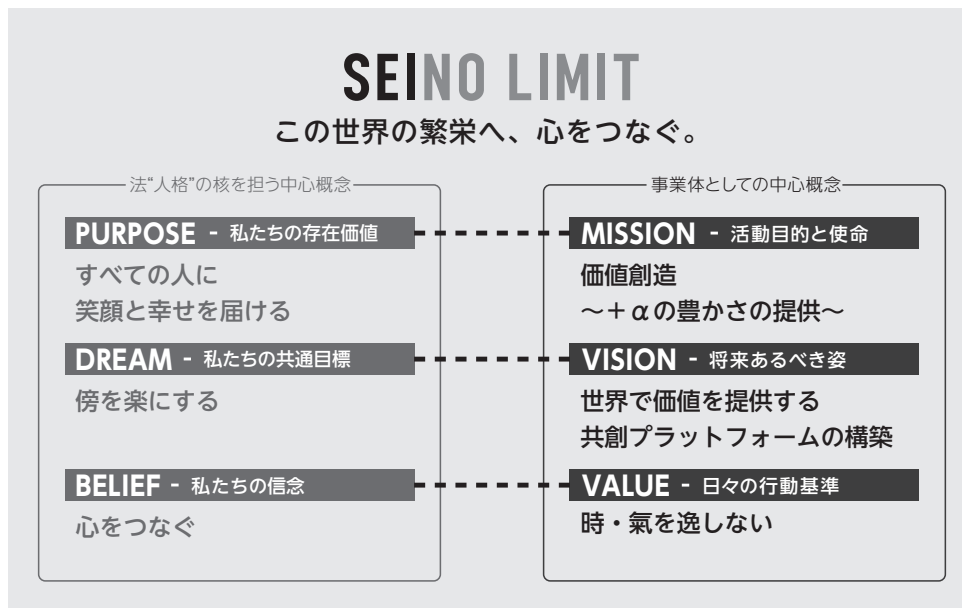 SEINO LIMIT
この世界の繁栄へ、心をつなぐ。
法“人格”の核を担う中心概念
PURPOSE - 私たちの存在価値
すべての人に
笑顔と幸せを届ける
DREAM - 私たちの共通目標
傍を楽にする
BELIEF - 私たちの信念
心をつなぐ
事業体としての中心概念
MISSION - 活動目的と使命
価値創造
～＋αの豊かさの提供～
VISION - 将来あるべき姿
世界で価値を提供する
共創プラットフォームの構築
VALUE - 日々の行動基準
時・氣を逸しない